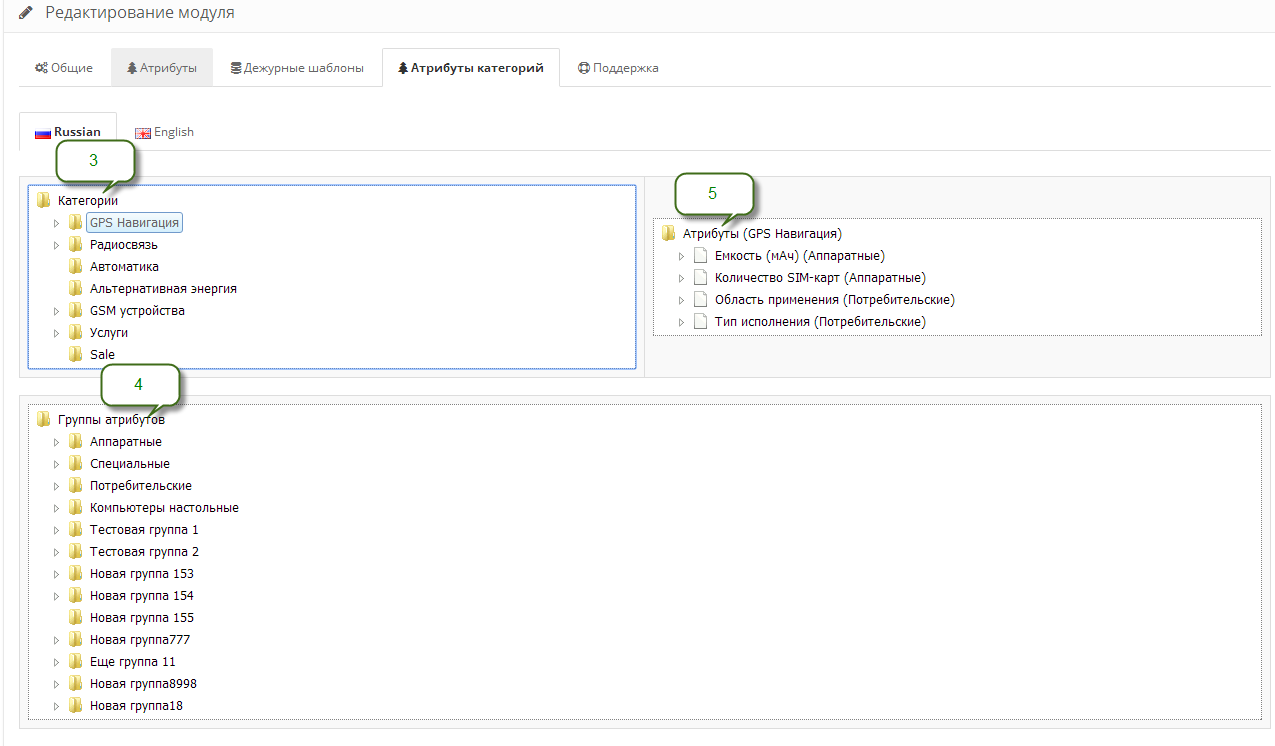 Редактирование модуля
Общие
Атрибуты
Дежурные шаблоны
Атрибуты категорий
Поддержка
Russian
English
3
Категории
GPS Навигация
Радиосвязь
Автоматика
Альтернативная энергия
GSM устройства
Услуги
Sale
5
Атрибуты (GPS Навигация)
Емкость (мАч) (Аппаратные)
Количество SIM-карт (Аппаратные)
Область применения (Потребительские)
Тип исполнения (Потребительские)
4
Группы атрибутов
Аппаратные
Специальные
Потребительские
Компьютеры настольные
Тестовая группа 1
Тестовая группа 2
Новая группа 153
Новая группа 154
Новая группа 155
Новая группа777
Еще группа 11
Новая группа8998
Новая группа18